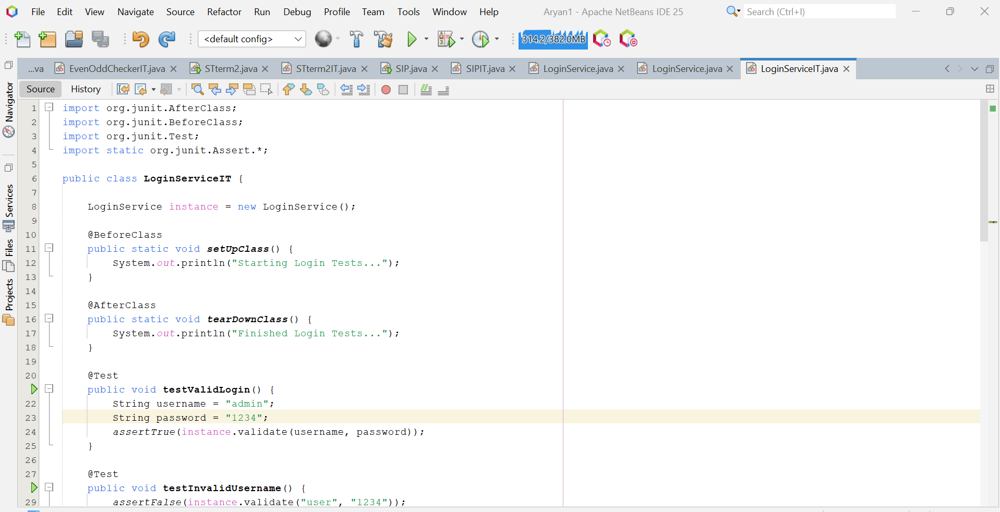 File Edit View Navigate Source Refactor Run Debug Profile Team Tools Window Help Aryan1 - Apache NetBeans IDE 25 Search (Ctrl+I)
<default config> 314.2/382.0MB
...va EvenOddCheckerIT.java STterm2.java STterm2IT.java SIP.java SIPIT.java LoginService.java LoginService.java LoginServiceIT.java
Source History
Navigator
Services
Files
Projects
1 import org.junit.AfterClass;
2 import org.junit.BeforeClass;
3 import org.junit.Test;
4 import static org.junit.Assert.*;
5
6 public class LoginServiceIT {
7
8 LoginService instance = new LoginService();
9
10 @BeforeClass
11 public static void setUpClass() {
12 System.out.println("Starting Login Tests...");
13 }
14
15 @AfterClass
16 public static void tearDownClass() {
17 System.out.println("Finished Login Tests...");
18 }
19
20 @Test
public void testValidLogin() {
22 String username = "admin";
23 String password = "1234";
24 assertTrue(instance.validate(username, password));
25 }
26
27 @Test
public void testInvalidUsername() {
29 assertFalse(instance.validate("user", "1234"));